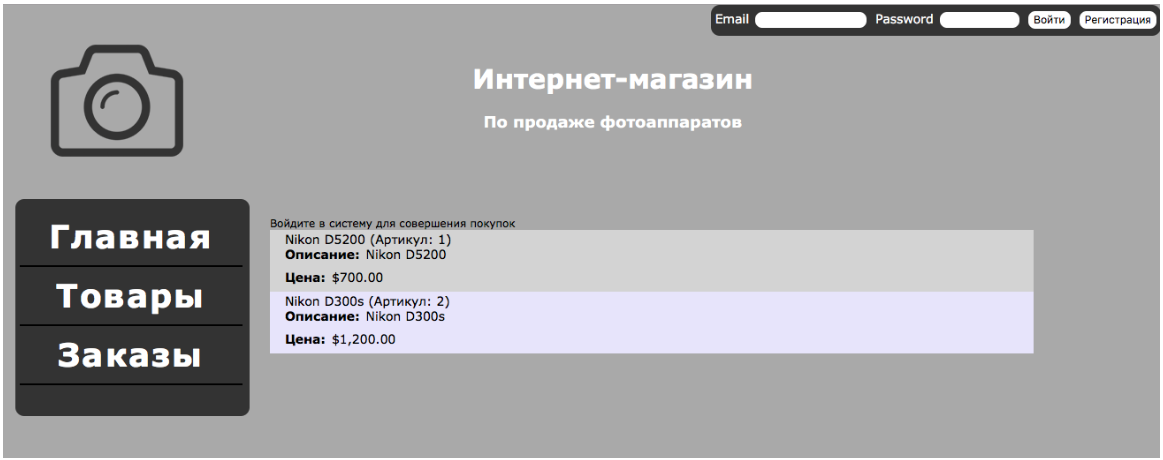 Email Password Войти Регистрация
Интернет-магазин
По продаже фотоаппаратов
Главная
Товары
Заказы
Войдите в систему для совершения покупок
Nikon D5200 (Артикул: 1)
Описание: Nikon D5200
Цена: $700.00
Nikon D300s (Артикул: 2)
Описание: Nikon D300s
Цена: $1,200.00